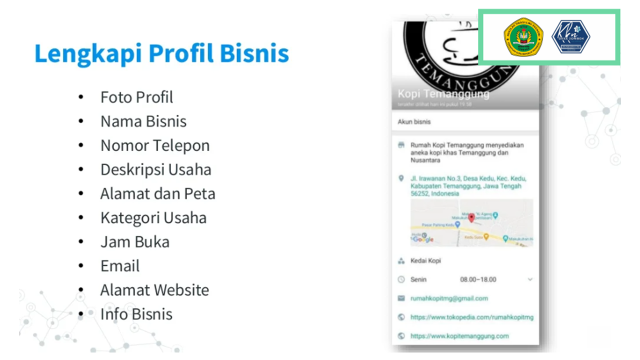 Lengkapi Profil Bisnis
• Foto Profil
• Nama Bisnis
• Nomor Telepon
• Deskripsi Usaha
• Alamat dan Peta
• Kategori Usaha
• Jam Buka
• Email
• Alamat Website
• Info Bisnis
TEMANGGUNG
Kopi Temanggung
Akun bisnis
Rumah Kopi Temanggung menyediakan
aneka kopi khas Temanggung dan
Nusantara
Jl. Irawanan No.3, Desa Kedu, Kec. Kedu,
Kabupaten Temanggung, Jawa Tengah
56252, Indonesia
Google
Kedai Kopi
Senin 08.00–18.00
rumahkopitmg@gmail.com
https://www.tokopedia.com/rumahkopitmg
https://www.kopitemanggung.com